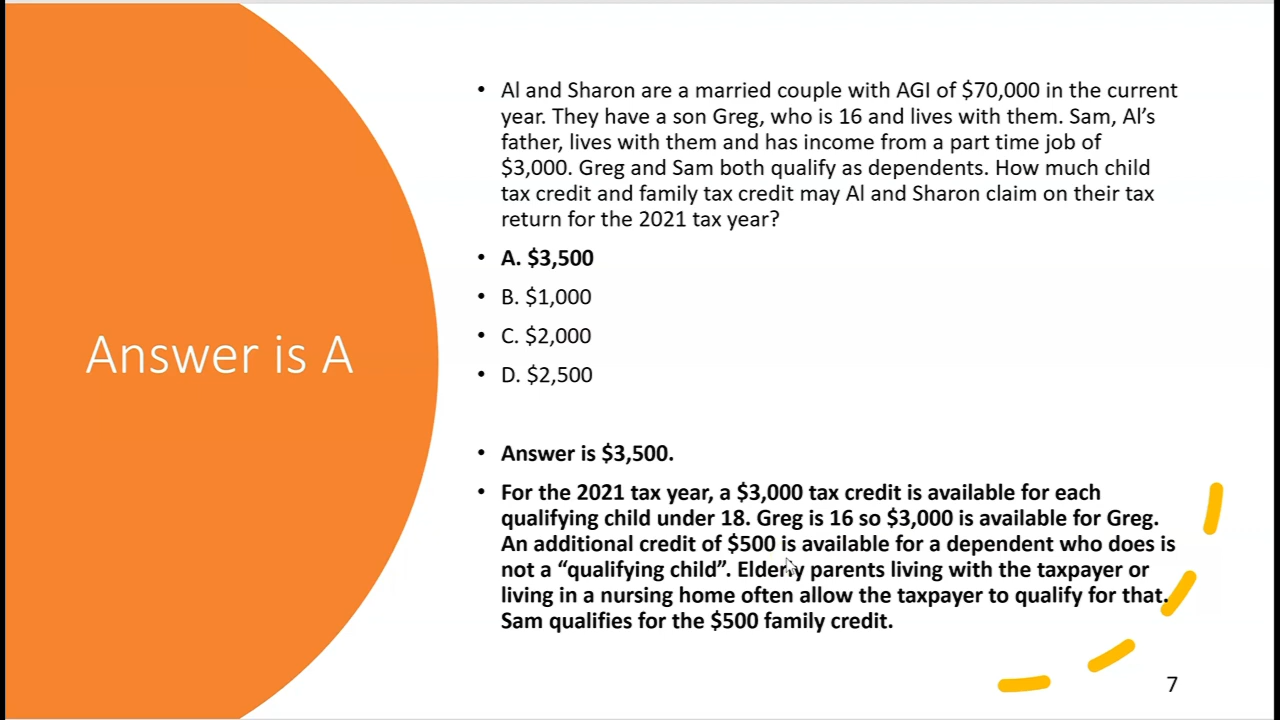 Answer is A
• Al and Sharon are a married couple with AGI of $70,000 in the current
year. They have a son Greg, who is 16 and lives with them. Sam, Al’s
father, lives with them and has income from a part time job of
$3,000. Greg and Sam both qualify as dependents. How much child
tax credit and family tax credit may Al and Sharon claim on their tax
return for the 2021 tax year?
• A. $3,500
• B. $1,000
• C. $2,000
• D. $2,500
• Answer is $3,500.
• For the 2021 tax year, a $3,000 tax credit is available for each
qualifying child under 18. Greg is 16 so $3,000 is available for Greg.
An additional credit of $500 is available for a dependent who does is
not a “qualifying child”. Elderly parents living with the taxpayer or
living in a nursing home often allow the taxpayer to qualify for that.
Sam qualifies for the $500 family credit.
7